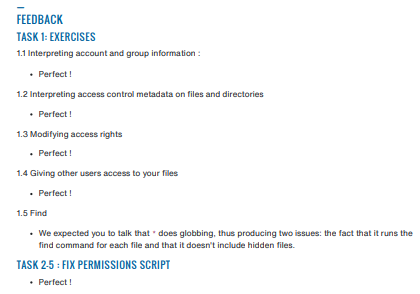 FEEDBACK
TASK 1: EXERCISES
1.1 Interpreting account and group information :
• Perfect !
1.2 Interpreting access control metadata on files and directories
• Perfect !
1.3 Modifying access rights
• Perfect !
1.4 Giving other users access to your files
• Perfect !
1.5 Find
• We expected you to talk that * does globbing, thus producing two issues: the fact that it runs the
find command for each file and that it doesn't include hidden files.
TASK 2-5 : FIX PERMISSIONS SCRIPT
• Perfect !